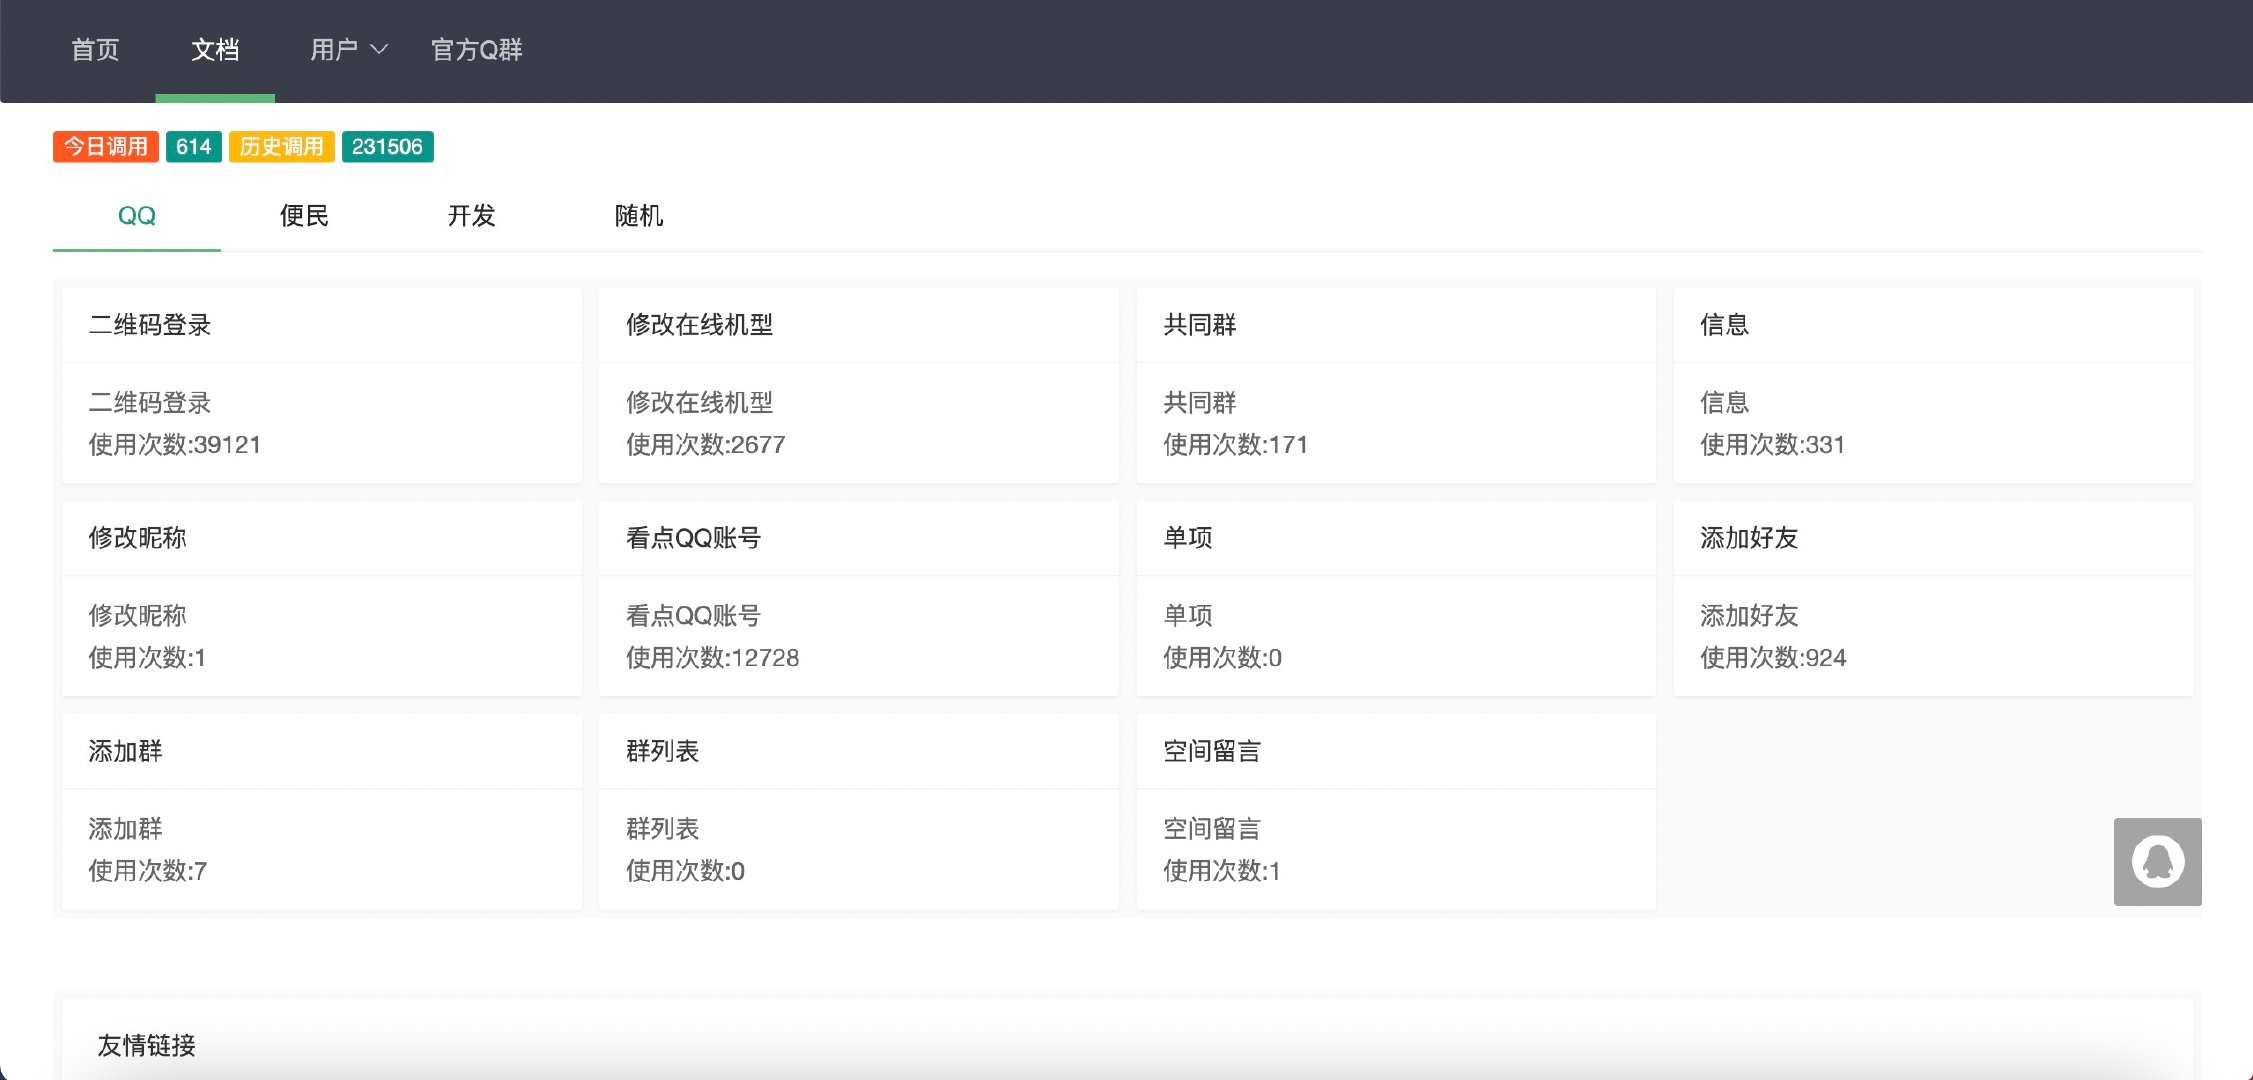 首页 文档 用户 官方Q群
今日调用 614 历史调用 231506
QQ 便民 开发 随机
二维码登录
二维码登录
使用次数:39121
修改在线机型
修改在线机型
使用次数:2677
共同群
共同群
使用次数:171
信息
信息
使用次数:331
修改昵称
修改昵称
使用次数:1
看点QQ账号
看点QQ账号
使用次数:12728
单项
单项
使用次数:0
添加好友
添加好友
使用次数:924
添加群
添加群
使用次数:7
群列表
群列表
使用次数:0
空间留言
空间留言
使用次数:1
友情链接